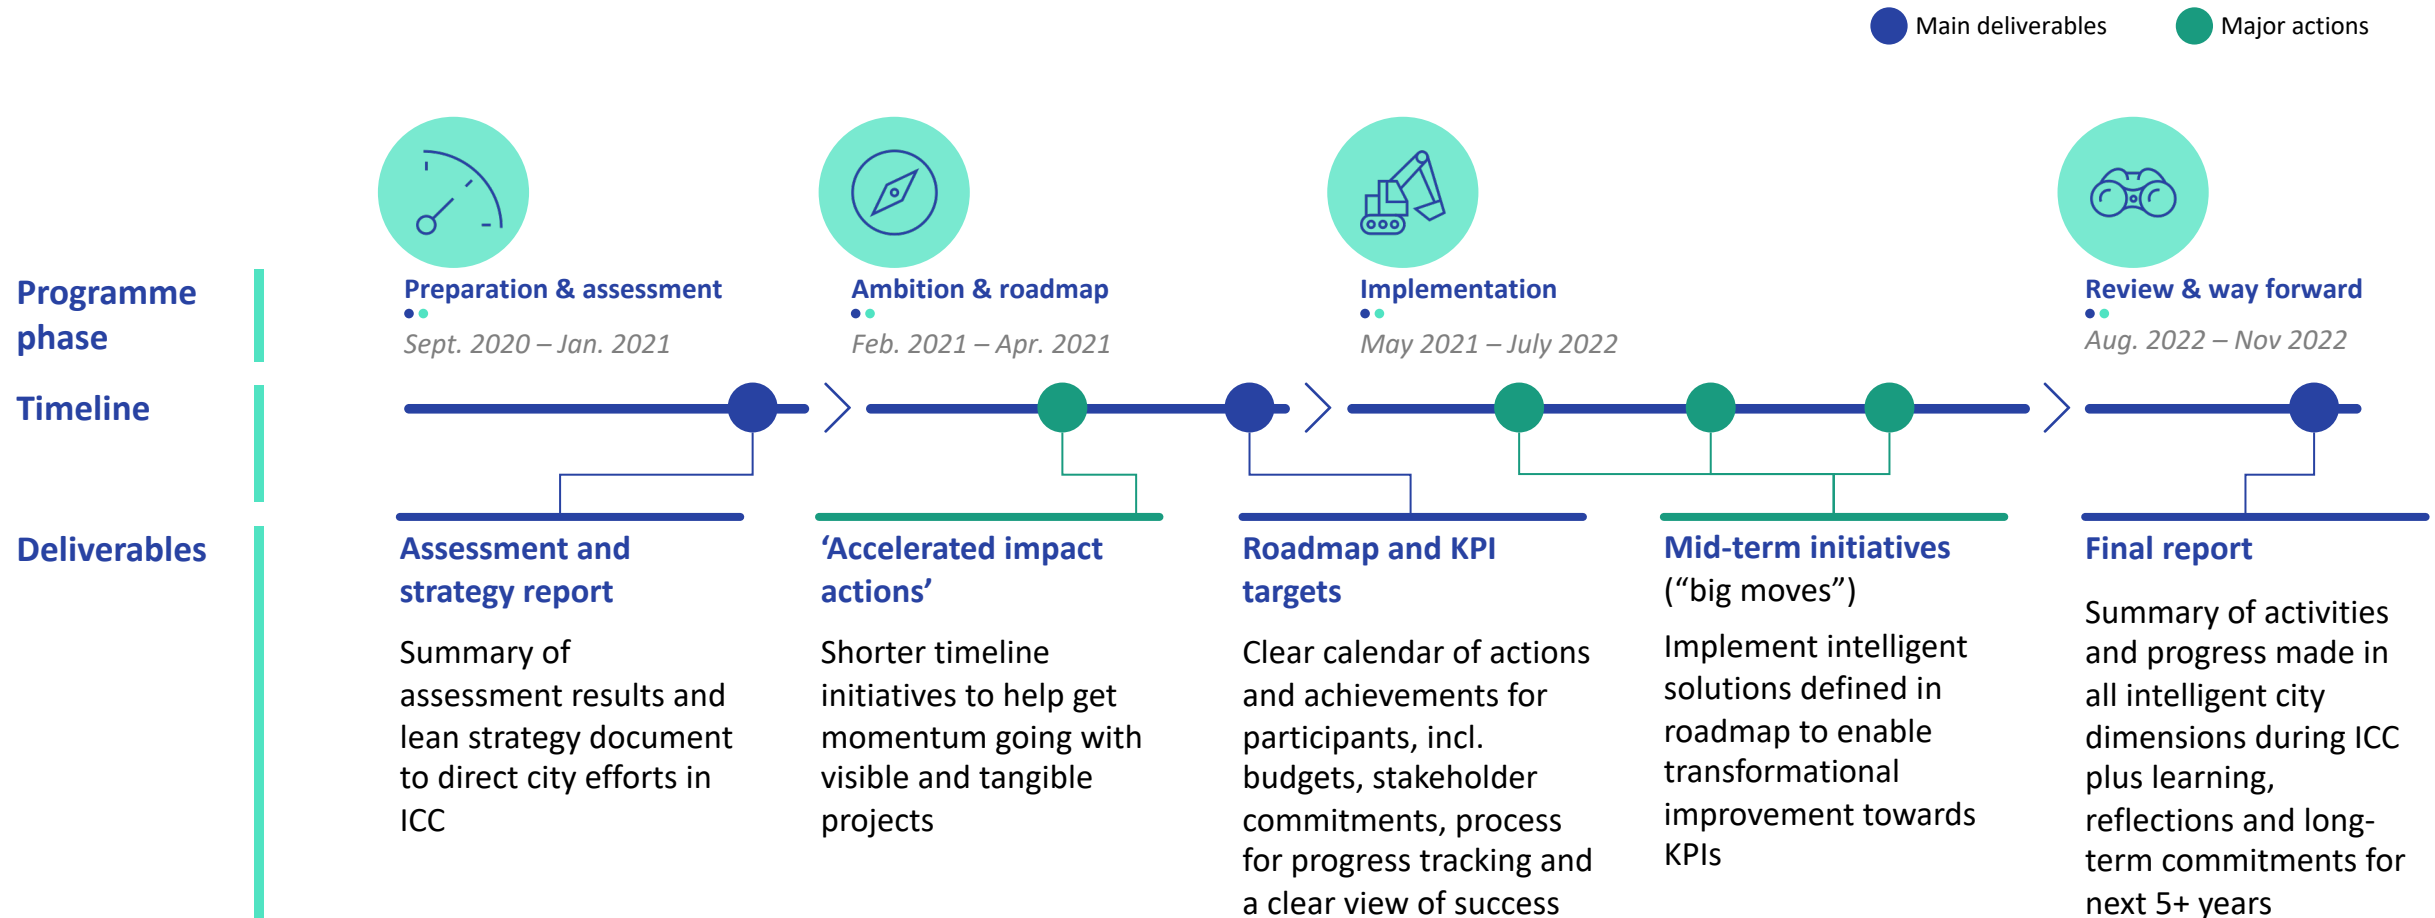 Main deliverables
Major actions
Programme
phase
Preparation & assessment
Sept. 2020 – Jan. 2021
Ambition & roadmap
Feb. 2021 – Apr. 2021
Implementation
May 2021 – July 2022
Review & way forward
Aug. 2022 – Nov 2022
Timeline
Deliverables
Assessment and
strategy report
Summary of
assessment results and
lean strategy document
to direct city efforts in
ICC
‘Accelerated impact
actions’
Shorter timeline
initiatives to help get
momentum going with
visible and tangible
projects
Roadmap and KPI
targets
Clear calendar of actions
and achievements for
participants, incl.
budgets, stakeholder
commitments, process
for progress tracking and
a clear view of success
Mid-term initiatives
(“big moves”)
Implement intelligent
solutions defined in
roadmap to enable
transformational
improvement towards
KPIs
Final report
Summary of activities
and progress made in
all intelligent city
dimensions during ICC
plus learning,
reflections and long-
term commitments for
next 5+ years